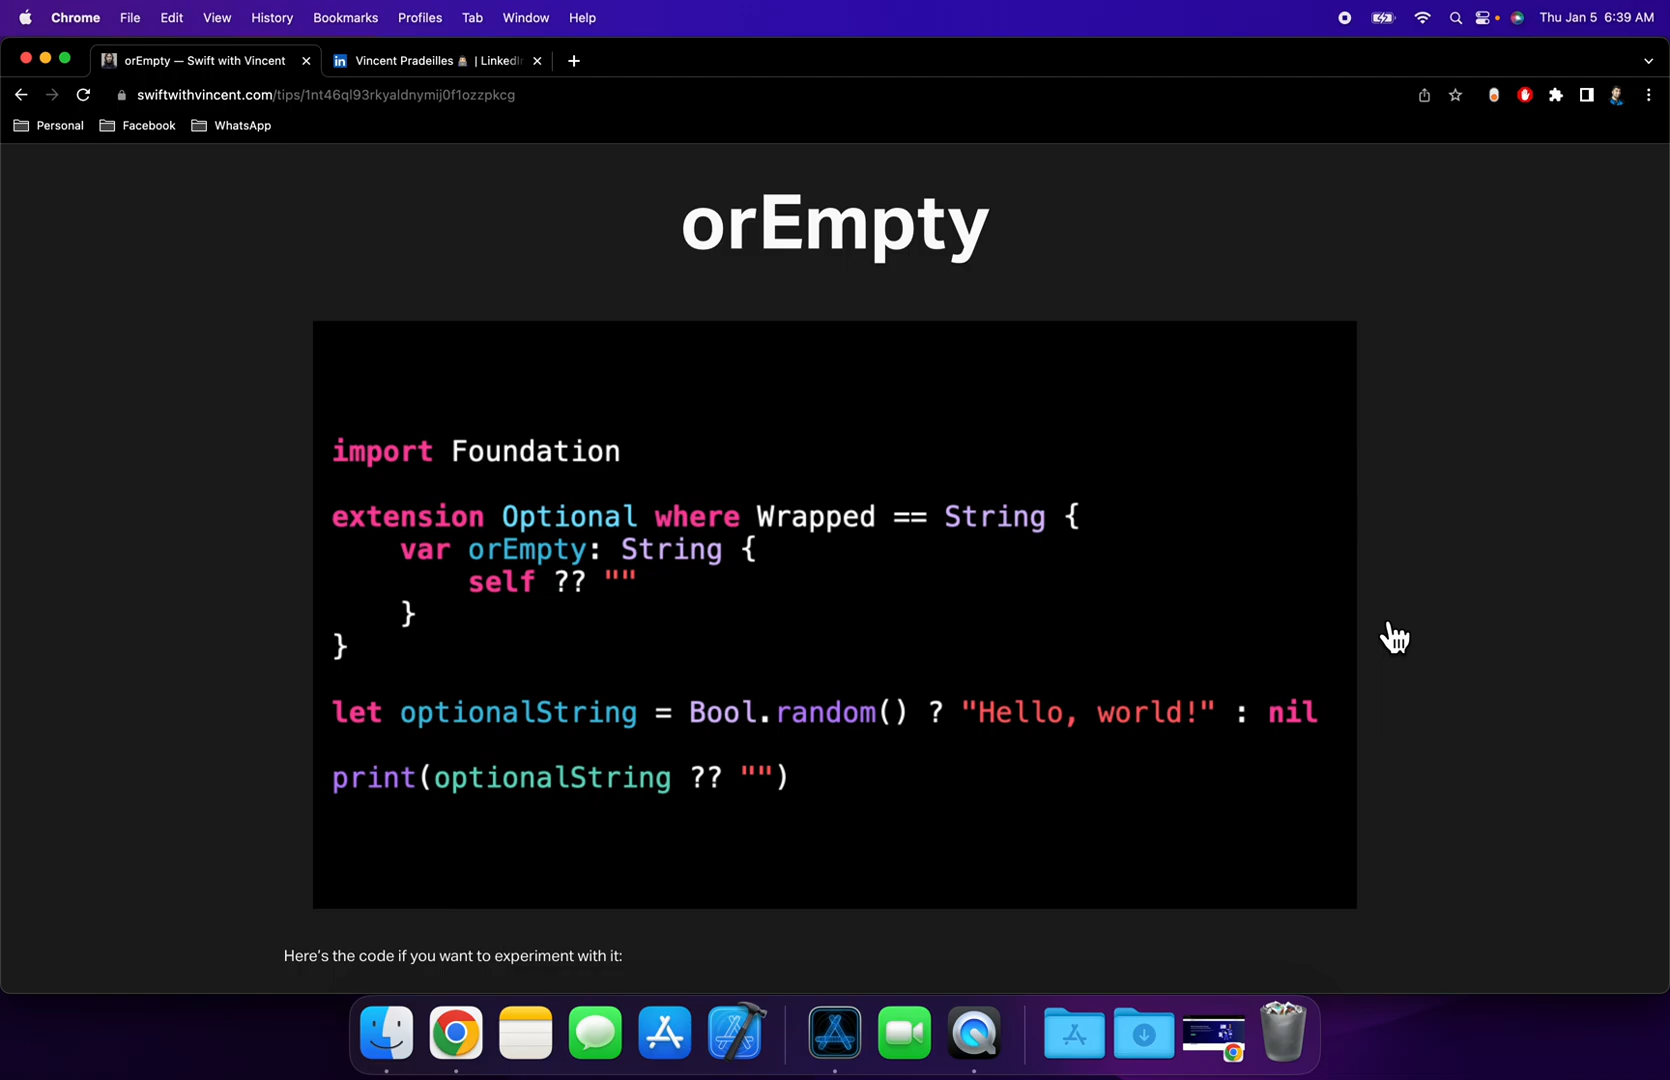 Chrome File Edit View History Bookmarks Profiles Tab Window Help Thu Jan 5 6:39 AM
orEmpty — Swift with Vincent
Vincent Pradeilles | LinkedIn
swiftwithvincent.com/tips/1nt46ql93rkyaldnymij0f1ozzpkcg
Personal Facebook WhatsApp
orEmpty
import Foundation
extension Optional where Wrapped == String {
var orEmpty: String {
self ?? ""
}
}
let optionalString = Bool.random() ? "Hello, world!" : nil
print(optionalString ?? "")
Here's the code if you want to experiment with it: